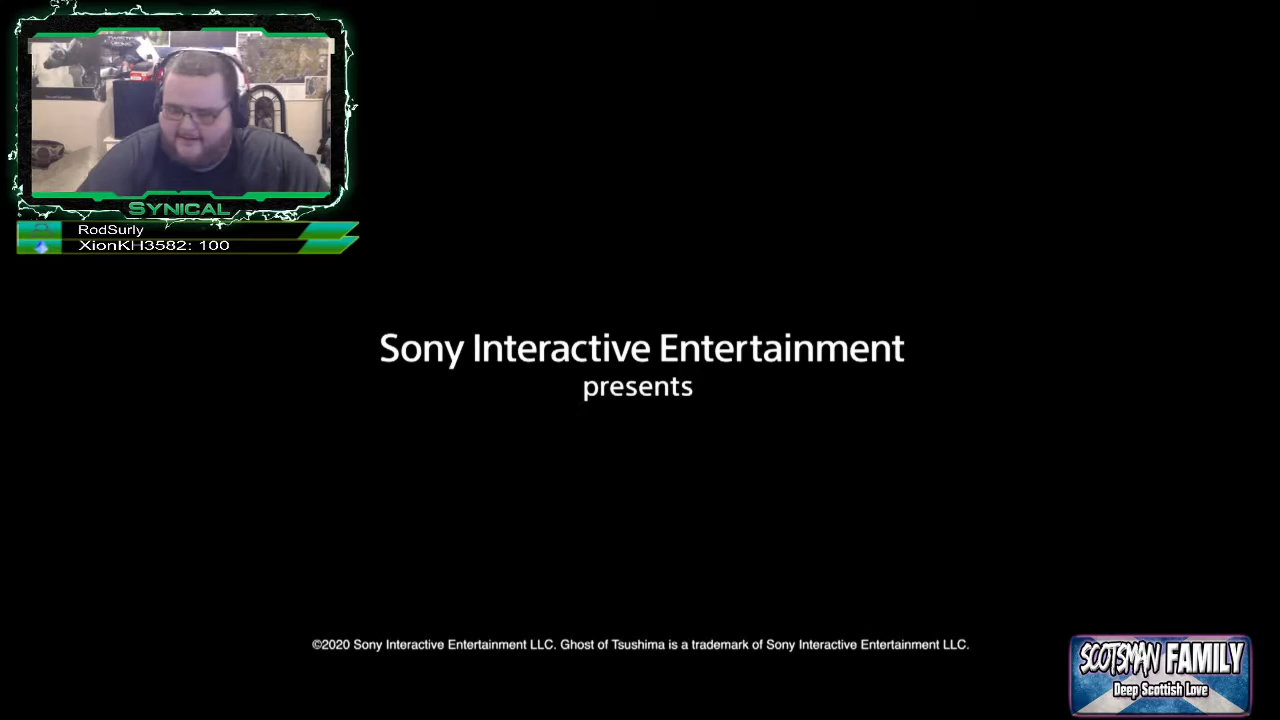 SYNICAL
RodSurly
XionKH3582: 100
Sony Interactive Entertainment
presents
©2020 Sony Interactive Entertainment LLC. Ghost of Tsushima is a trademark of Sony Interactive Entertainment LLC.
SCOTSMAN FAMILY
Deep Scottish Love